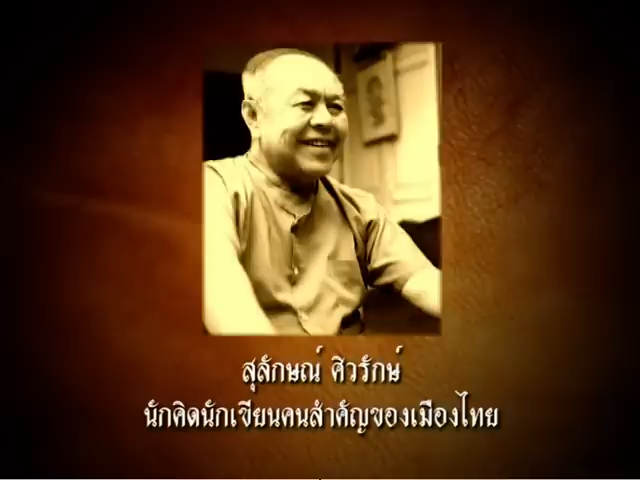 สุลักษณ์ ศิวรักษ์
นักคิดนักเขียนคนสำคัญของเมืองไทย